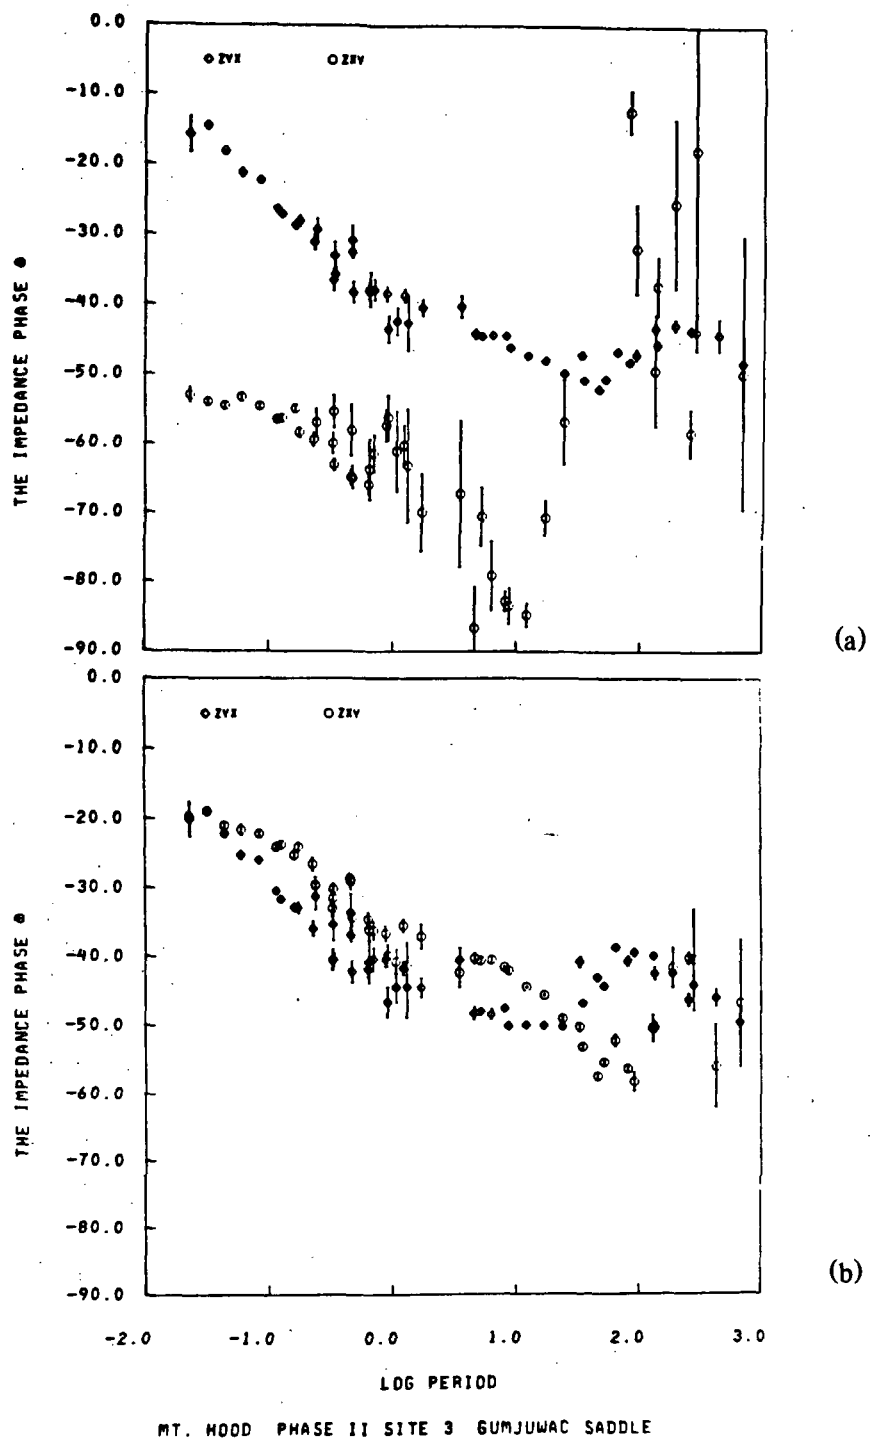 0.0
◇ ZYX ○ ZXY
-10.0
-20.0
-30.0
-40.0
-50.0
-60.0
-70.0
-80.0
-90.0
THE IMPEDANCE PHASE
(a)
0.0
◇ ZYX ○ ZXY
-10.0
-20.0
-30.0
-40.0
-50.0
-60.0
-70.0
-80.0
-90.0
THE IMPEDANCE PHASE
(b)
-2.0 -1.0 0.0 1.0 2.0 3.0
LOG PERIOD
MT. HOOD PHASE II SITE 3 GUMJUWAC SADDLE